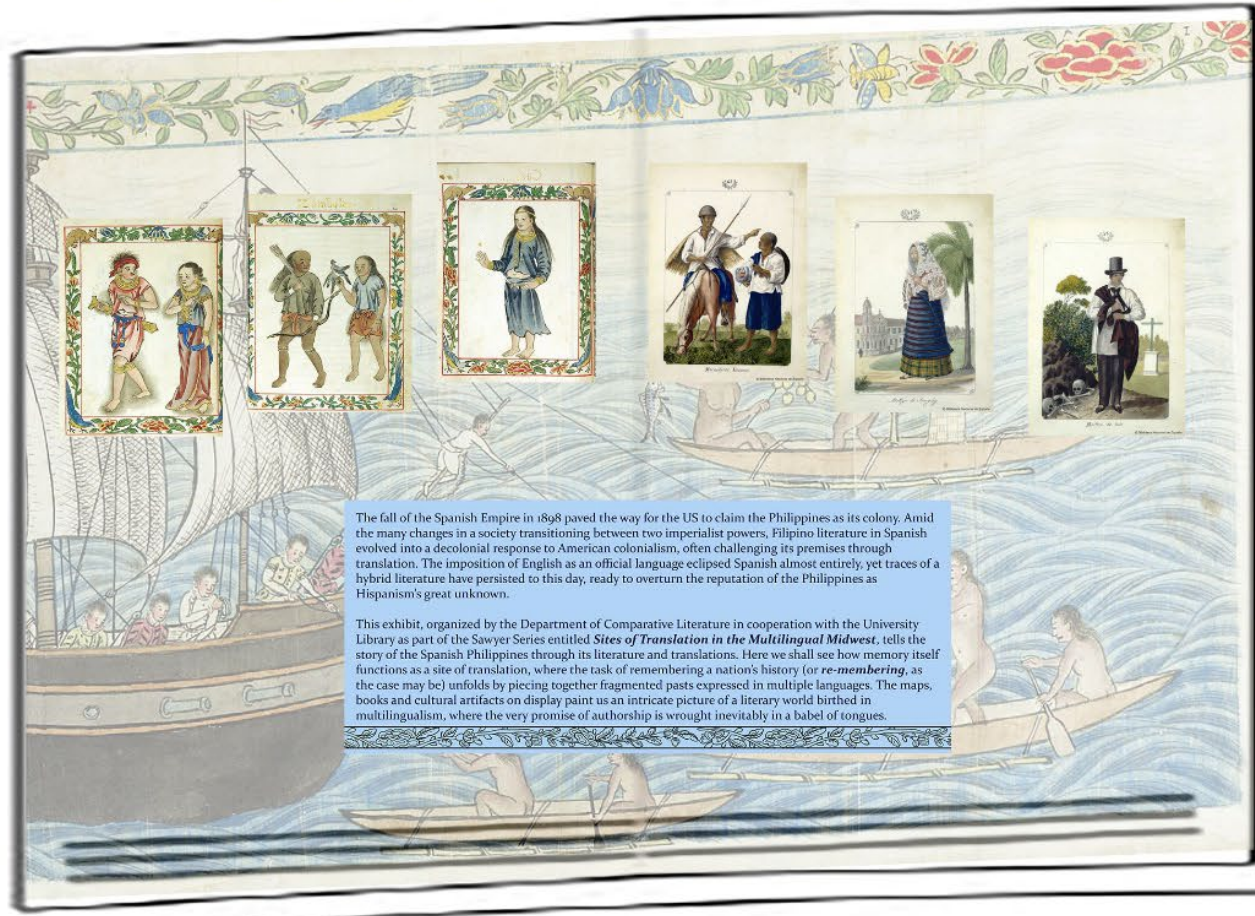 I
The fall of the Spanish Empire in 1898 paved the way for the US to claim the Philippines as its colony. Amid
the many changes in a society transitioning between two imperialist powers, Filipino literature in Spanish
evolved into a decolonial response to American colonialism, often challenging its premises through
translation. The imposition of English as an official language eclipsed Spanish almost entirely, yet traces of a
hybrid literature have persisted to this day, ready to overturn the reputation of the Philippines as
Hispanism's great unknown.
This exhibit, organized by the Department of Comparative Literature in cooperation with the University
Library as part of the Sawyer Series entitled Sites of Translation in the Multilingual Midwest, tells the
story of the Spanish Philippines through its literature and translations. Here we shall see how memory itself
functions as a site of translation, where the task of remembering a nation's history (or re-membering, as
the case may be) unfolds by piecing together fragmented pasts expressed in multiple languages. The maps,
books and cultural artifacts on display paint us an intricate picture of a literary world birthed in
multilingualism, where the very promise of authorship is wrought inevitably in a babel of tongues.